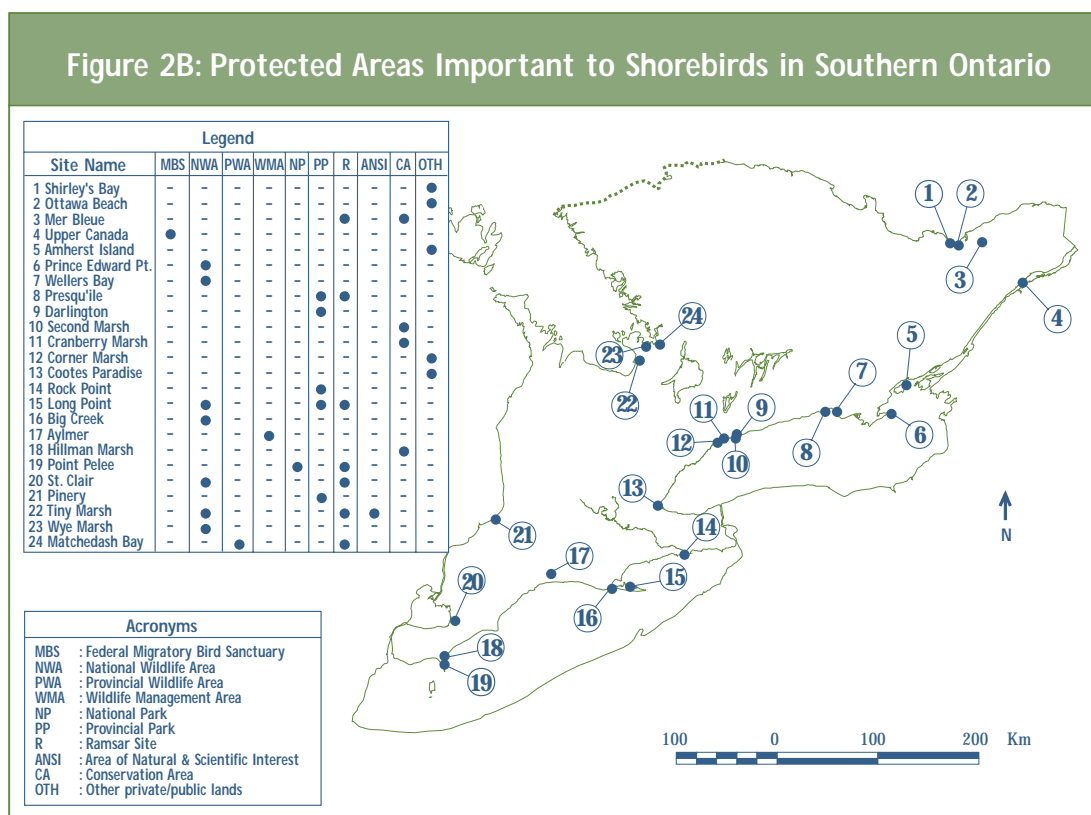 Figure 2B: Protected Areas Important to Shorebirds in Southern Ontario
Legend
Site Name MBS NWA PWA WMA NP PP R ANSI CA OTH
1 Shirley's Bay – – – – – – – – – ●
2 Ottawa Beach – – – – – – – – – ●
3 Mer Bleue – – – – – – ● – ● –
4 Upper Canada ● – – – – – – – – –
5 Amherst Island – – – – – – – – – ●
6 Prince Edward Pt. – ● – – – – – – – –
7 Wellers Bay – ● – – – – – – – –
8 Presqu'ile – – – – – ● ● – – –
9 Darlington – – – – – ● – – – –
10 Second Marsh – – – – – – – – ● –
11 Cranberry Marsh – – – – – – – – ● –
12 Corner Marsh – – – – – – – – – ●
13 Cootes Paradise – – – – – – – – – ●
14 Rock Point – – – – – ● – – – –
15 Long Point – ● – – – ● ● – – –
16 Big Creek – ● – – – – – – – –
17 Aylmer – – – ● – – – – – –
18 Hillman Marsh – – – – – – – – ● –
19 Point Pelee – – – – ● – ● – – –
20 St. Clair – ● – – – – ● – – –
21 Pinery – – – – – ● – – – –
22 Tiny Marsh – ● – – – – ● ● – –
23 Wye Marsh – ● – – – – – – – –
24 Matchedash Bay – – ● – – – ● – – –
1 2
3
4
24
23
22
5
7
6
8
9
11
12
10
13
14
21
17
15
16
20
18
19
N
Acronyms
MBS : Federal Migratory Bird Sanctuary
NWA : National Wildlife Area
PWA : Provincial Wildlife Area
WMA : Wildlife Management Area
NP : National Park
PP : Provincial Park
R : Ramsar Site
ANSI : Area of Natural & Scientific Interest
CA : Conservation Area
OTH : Other private/public lands
100 0 100 200 Km